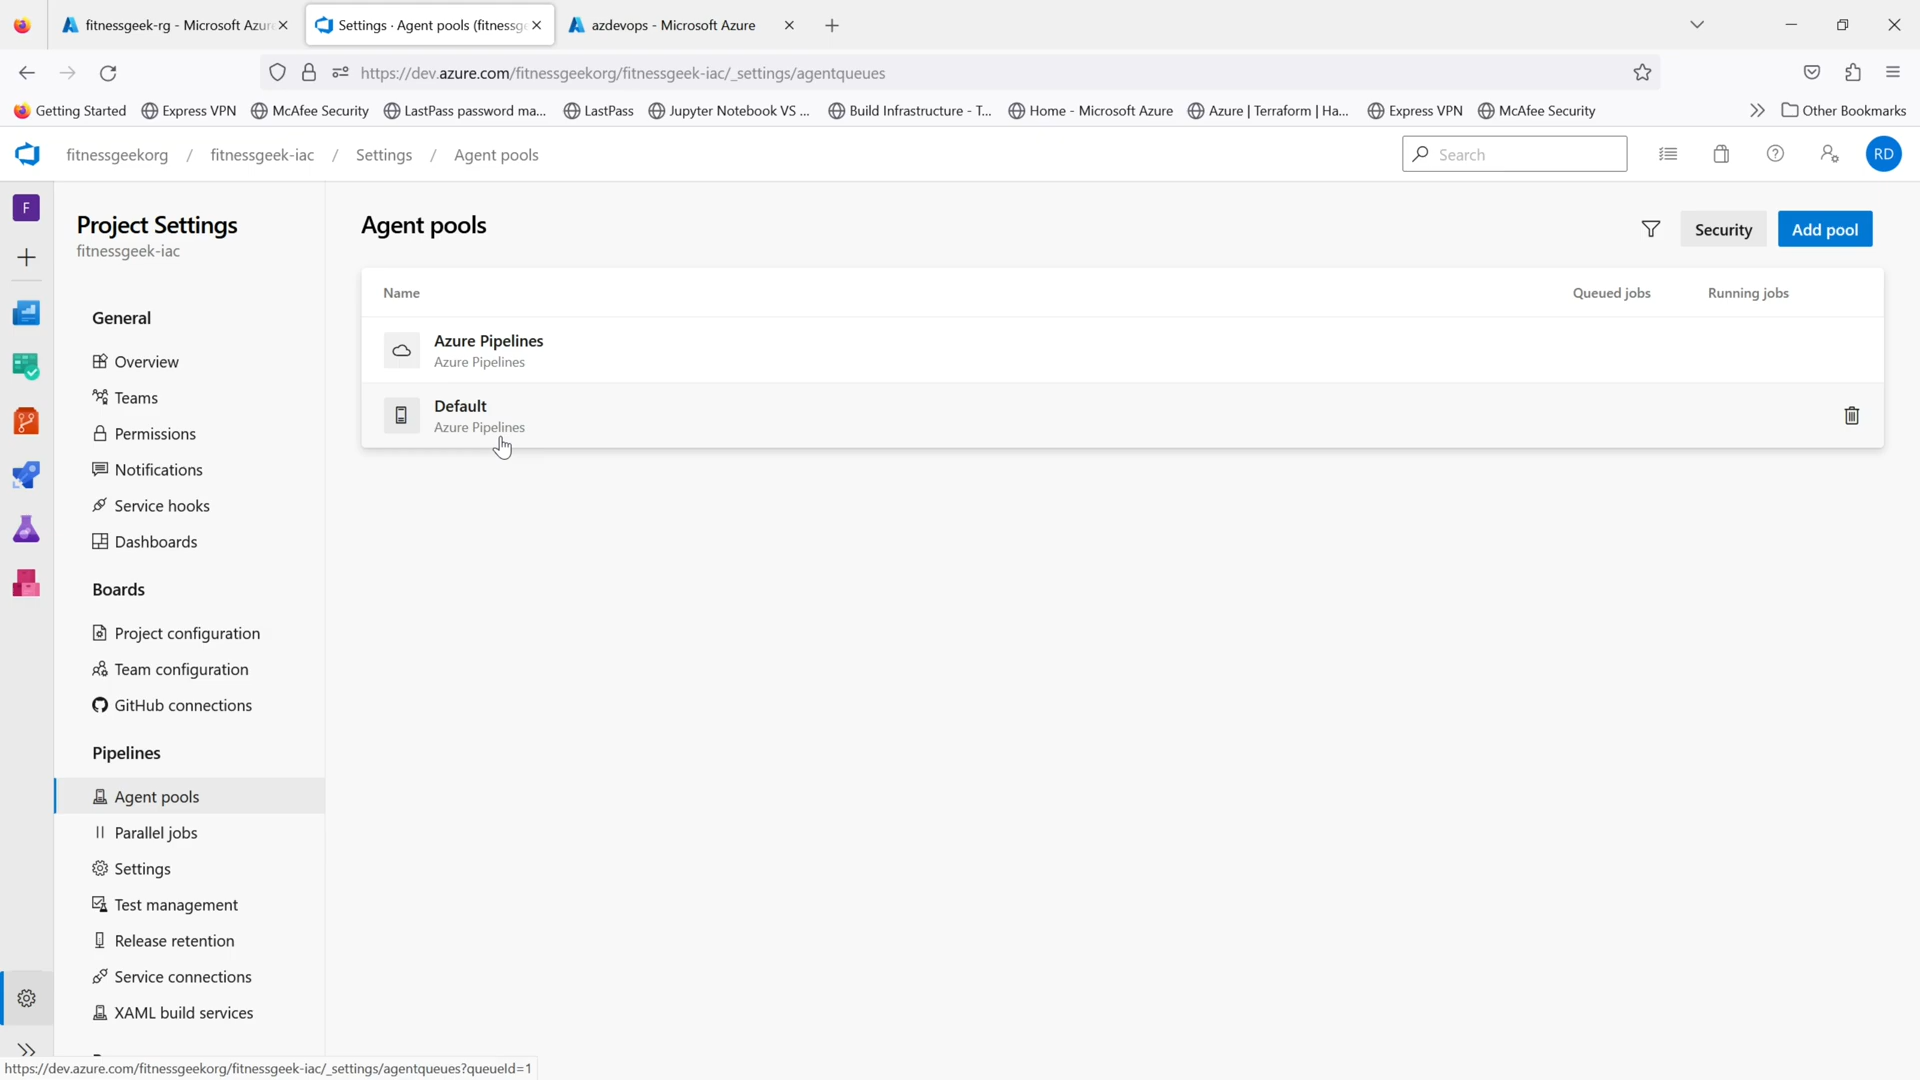 fitnessgeek-rg - Microsoft Azur
Settings · Agent pools (fitnessge
azdevops - Microsoft Azure
https://dev.azure.com/fitnessgeekorg/fitnessgeek-iac/_settings/agentqueues
Getting Started
Express VPN
McAfee Security
LastPass password ma...
LastPass
Jupyter Notebook VS ...
Build Infrastructure - T...
Home - Microsoft Azure
Azure | Terraform | Ha...
Express VPN
McAfee Security
Other Bookmarks
fitnessgeekorg / fitnessgeek-iac / Settings / Agent pools
Search
RD
F
Project Settings
fitnessgeek-iac
General
Overview
Teams
Permissions
Notifications
Service hooks
Dashboards
Boards
Project configuration
Team configuration
GitHub connections
Pipelines
Agent pools
Parallel jobs
Settings
Test management
Release retention
Service connections
XAML build services
Agent pools
Security
Add pool
Name
Queued jobs
Running jobs
Azure Pipelines
Azure Pipelines
Default
Azure Pipelines
https://dev.azure.com/fitnessgeekorg/fitnessgeek-iac/_settings/agentqueues?queueId=1